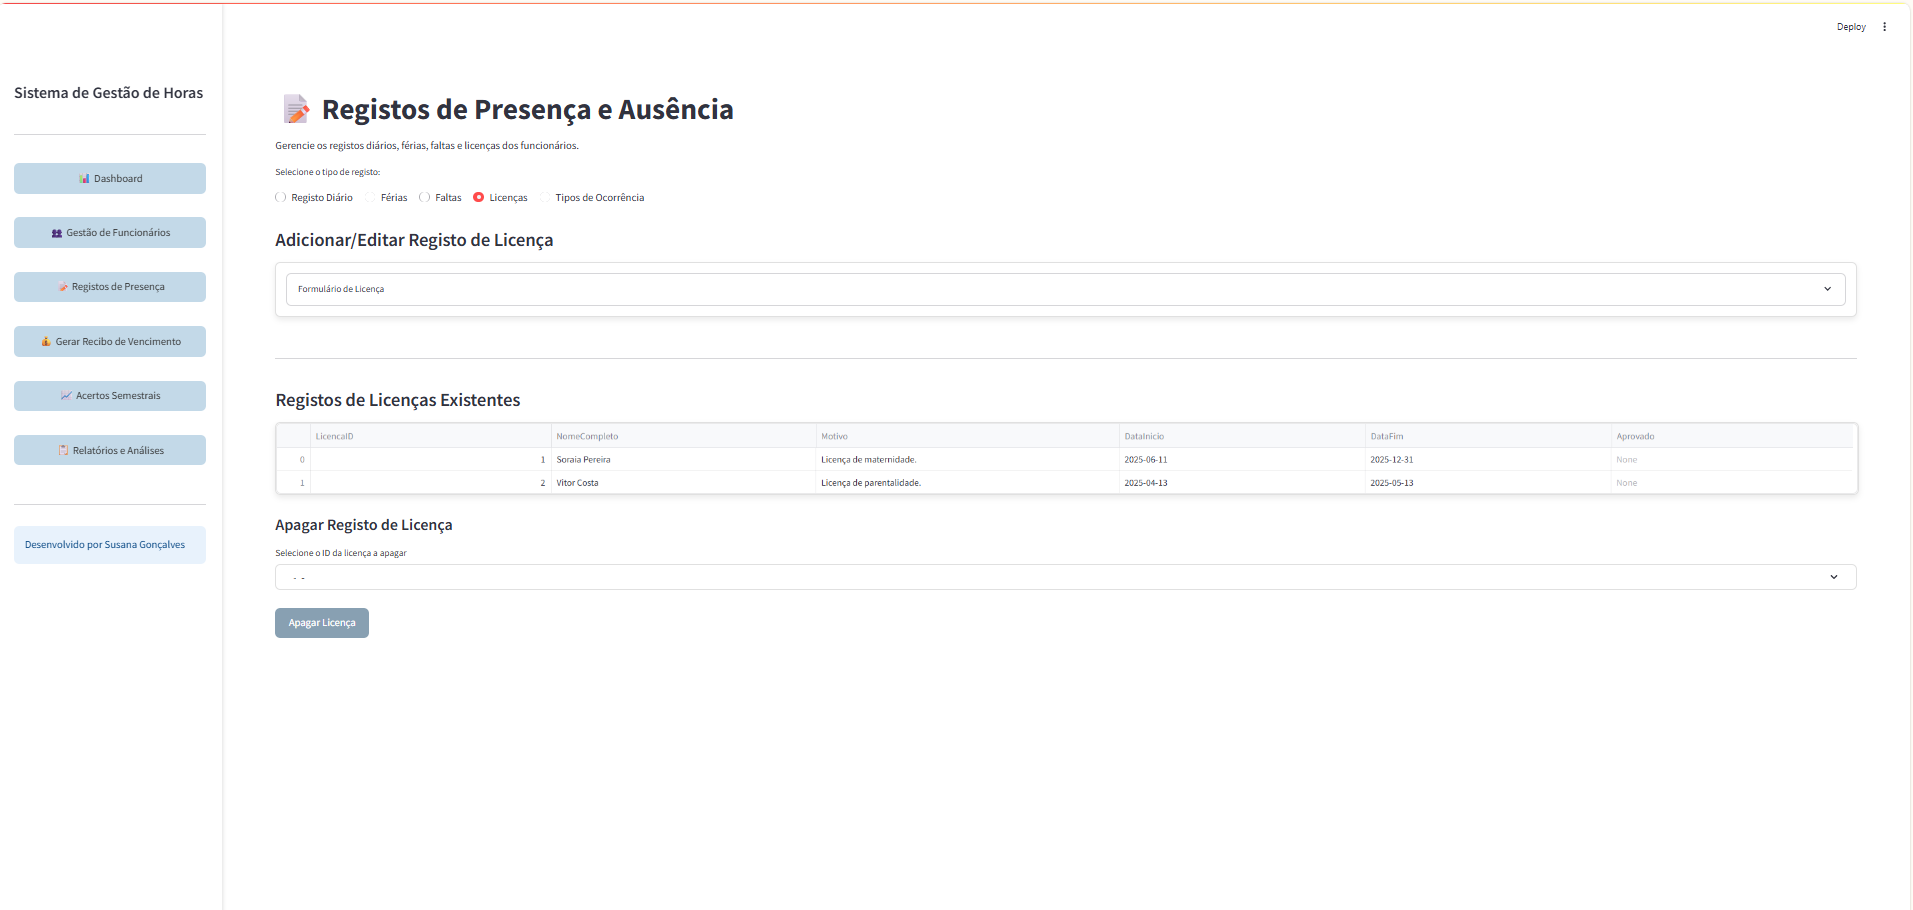 Deploy
Sistema de Gestão de Horas
Dashboard
Gestão de Funcionários
Registos de Presença
Gerar Recibo de Vencimento
Acertos Semestrais
Relatórios e Análises
Desenvolvido por Susana Gonçalves
Registos de Presença e Ausência
Gerencie os registos diários, férias, faltas e licenças dos funcionários.
Selecione o tipo de registo:
Registo Diário Férias Faltas Licenças Tipos de Ocorrência
Adicionar/Editar Registo de Licença
Formulário de Licença
Registos de Licenças Existentes
LicencaID NomeCompleto Motivo DataInicio DataFim Aprovado
0 1 Soraia Pereira Licença de maternidade. 2025-06-11 2025-12-31 None
1 2 Vitor Costa Licença de parentalidade. 2025-04-13 2025-05-13 None
Apagar Registo de Licença
Selecione o ID da licença a apagar
- -
Apagar Licença